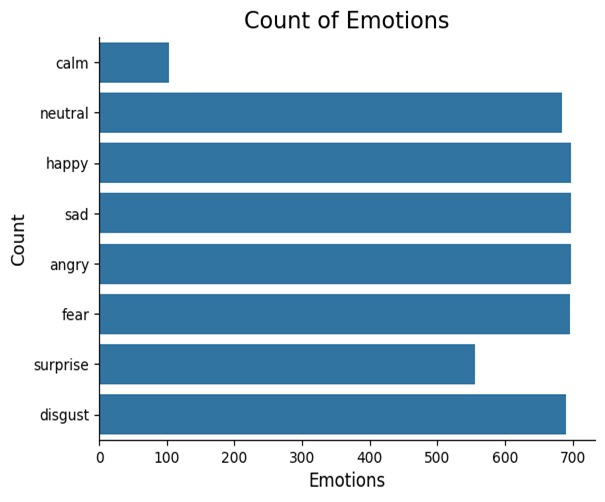 Count of Emotions
calm
neutral
happy
sad
angry
fear
surprise
disgust
Count
0 100 200 300 400 500 600 700
Emotions